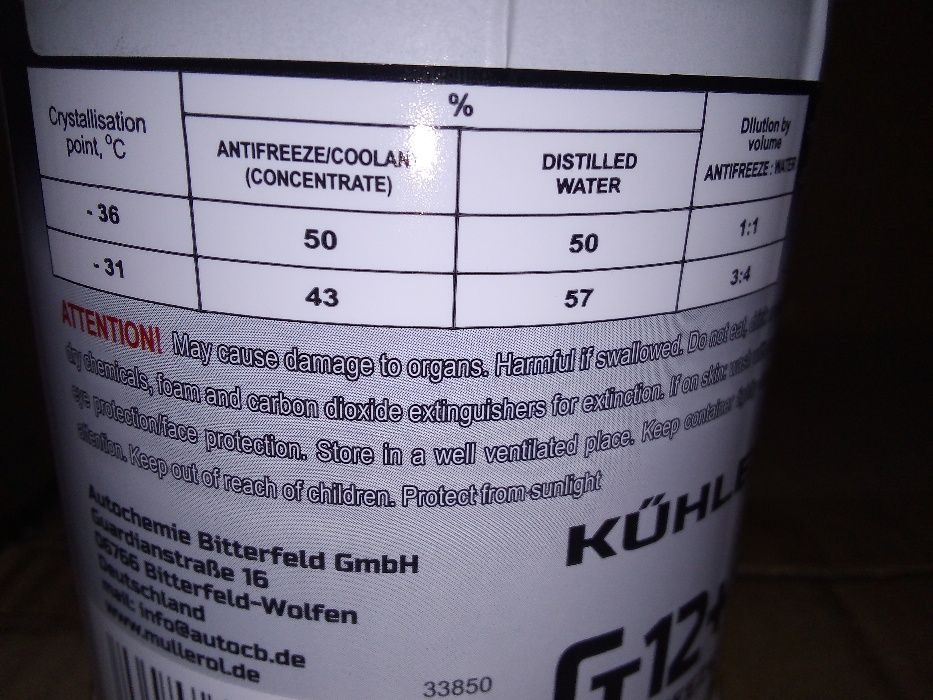 Crystallisation
point, °C
%
ANTIFREEZE/COOLAN
(CONCENTRATE)
DISTILLED
WATER
Dilution by
volume
ANTIFREEZE : WATER
- 36
50
50
1:1
- 31
43
57
3:4
ATTENTION! May cause damage to organs. Harmful if swallowed. Do not eat,
dry chemicals, foam and carbon dioxide extinguishers for extinction. If on skin: wash
eye protection/face protection. Store in a well ventilated place. Keep container
attention. Keep out of reach of children. Protect from sunlight
Autochemie Bitterfeld GmbH
Guardianstraße 16
06766 Bitterfeld-Wolfen
Deutschland
mail: info@autocb.de
www.mullerol.de
33850
KÜHLE
G12+